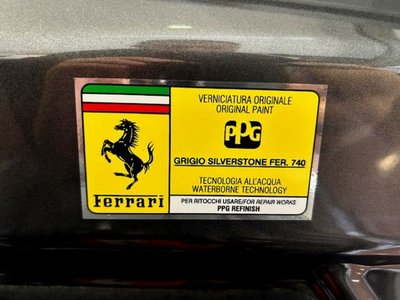 VERNICIATURA ORIGINALE
ORIGINAL PAINT
PPG
GRIGIO SILVERSTONE FER. 740
TECNOLOGIA ALL'ACQUA
WATERBORNE TECHNOLOGY
Ferrari
PER RITOCCHI USARE/FOR REPAIR WORKS
PPG REFINISH